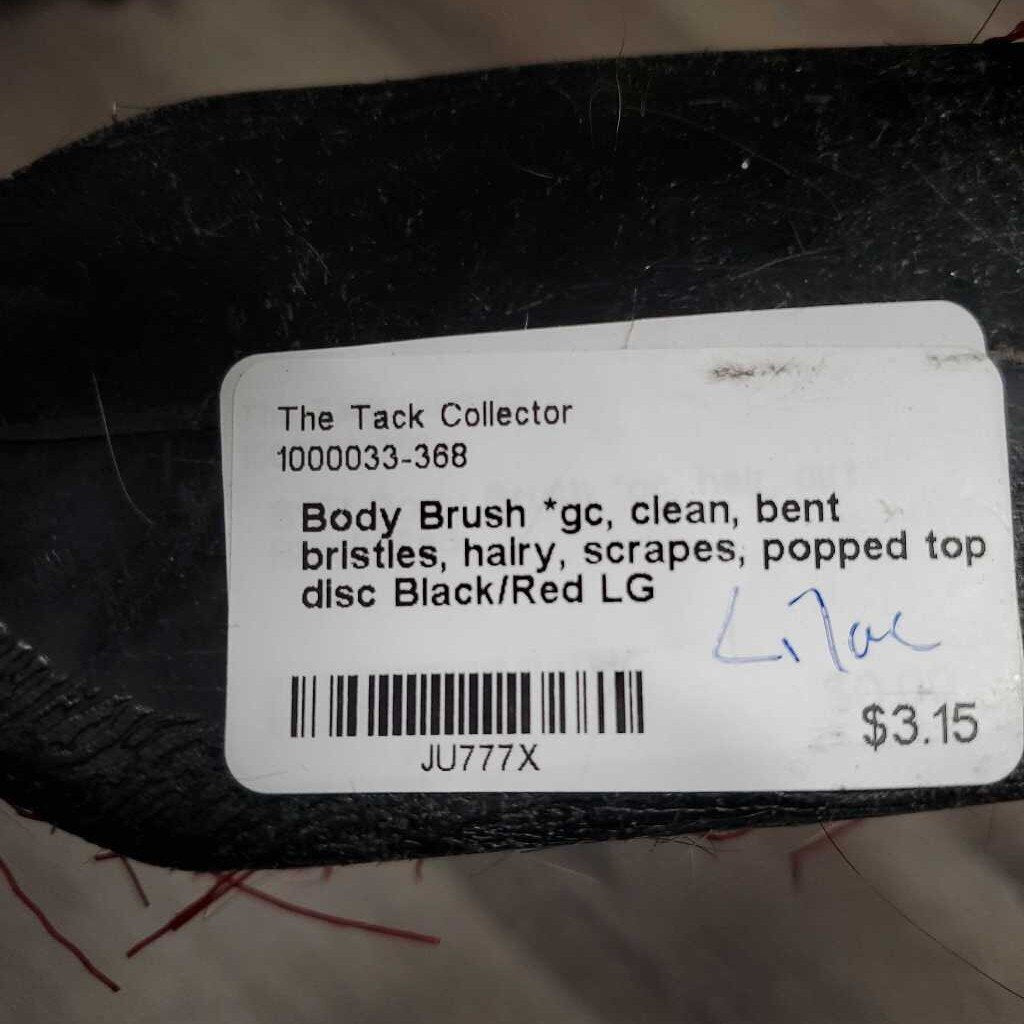 The Tack Collector
1000033-368
Body Brush *gc, clean, bent
bristles, hairy, scrapes, popped top
disc Black/Red LG
Lilac
$3.15
JU777X